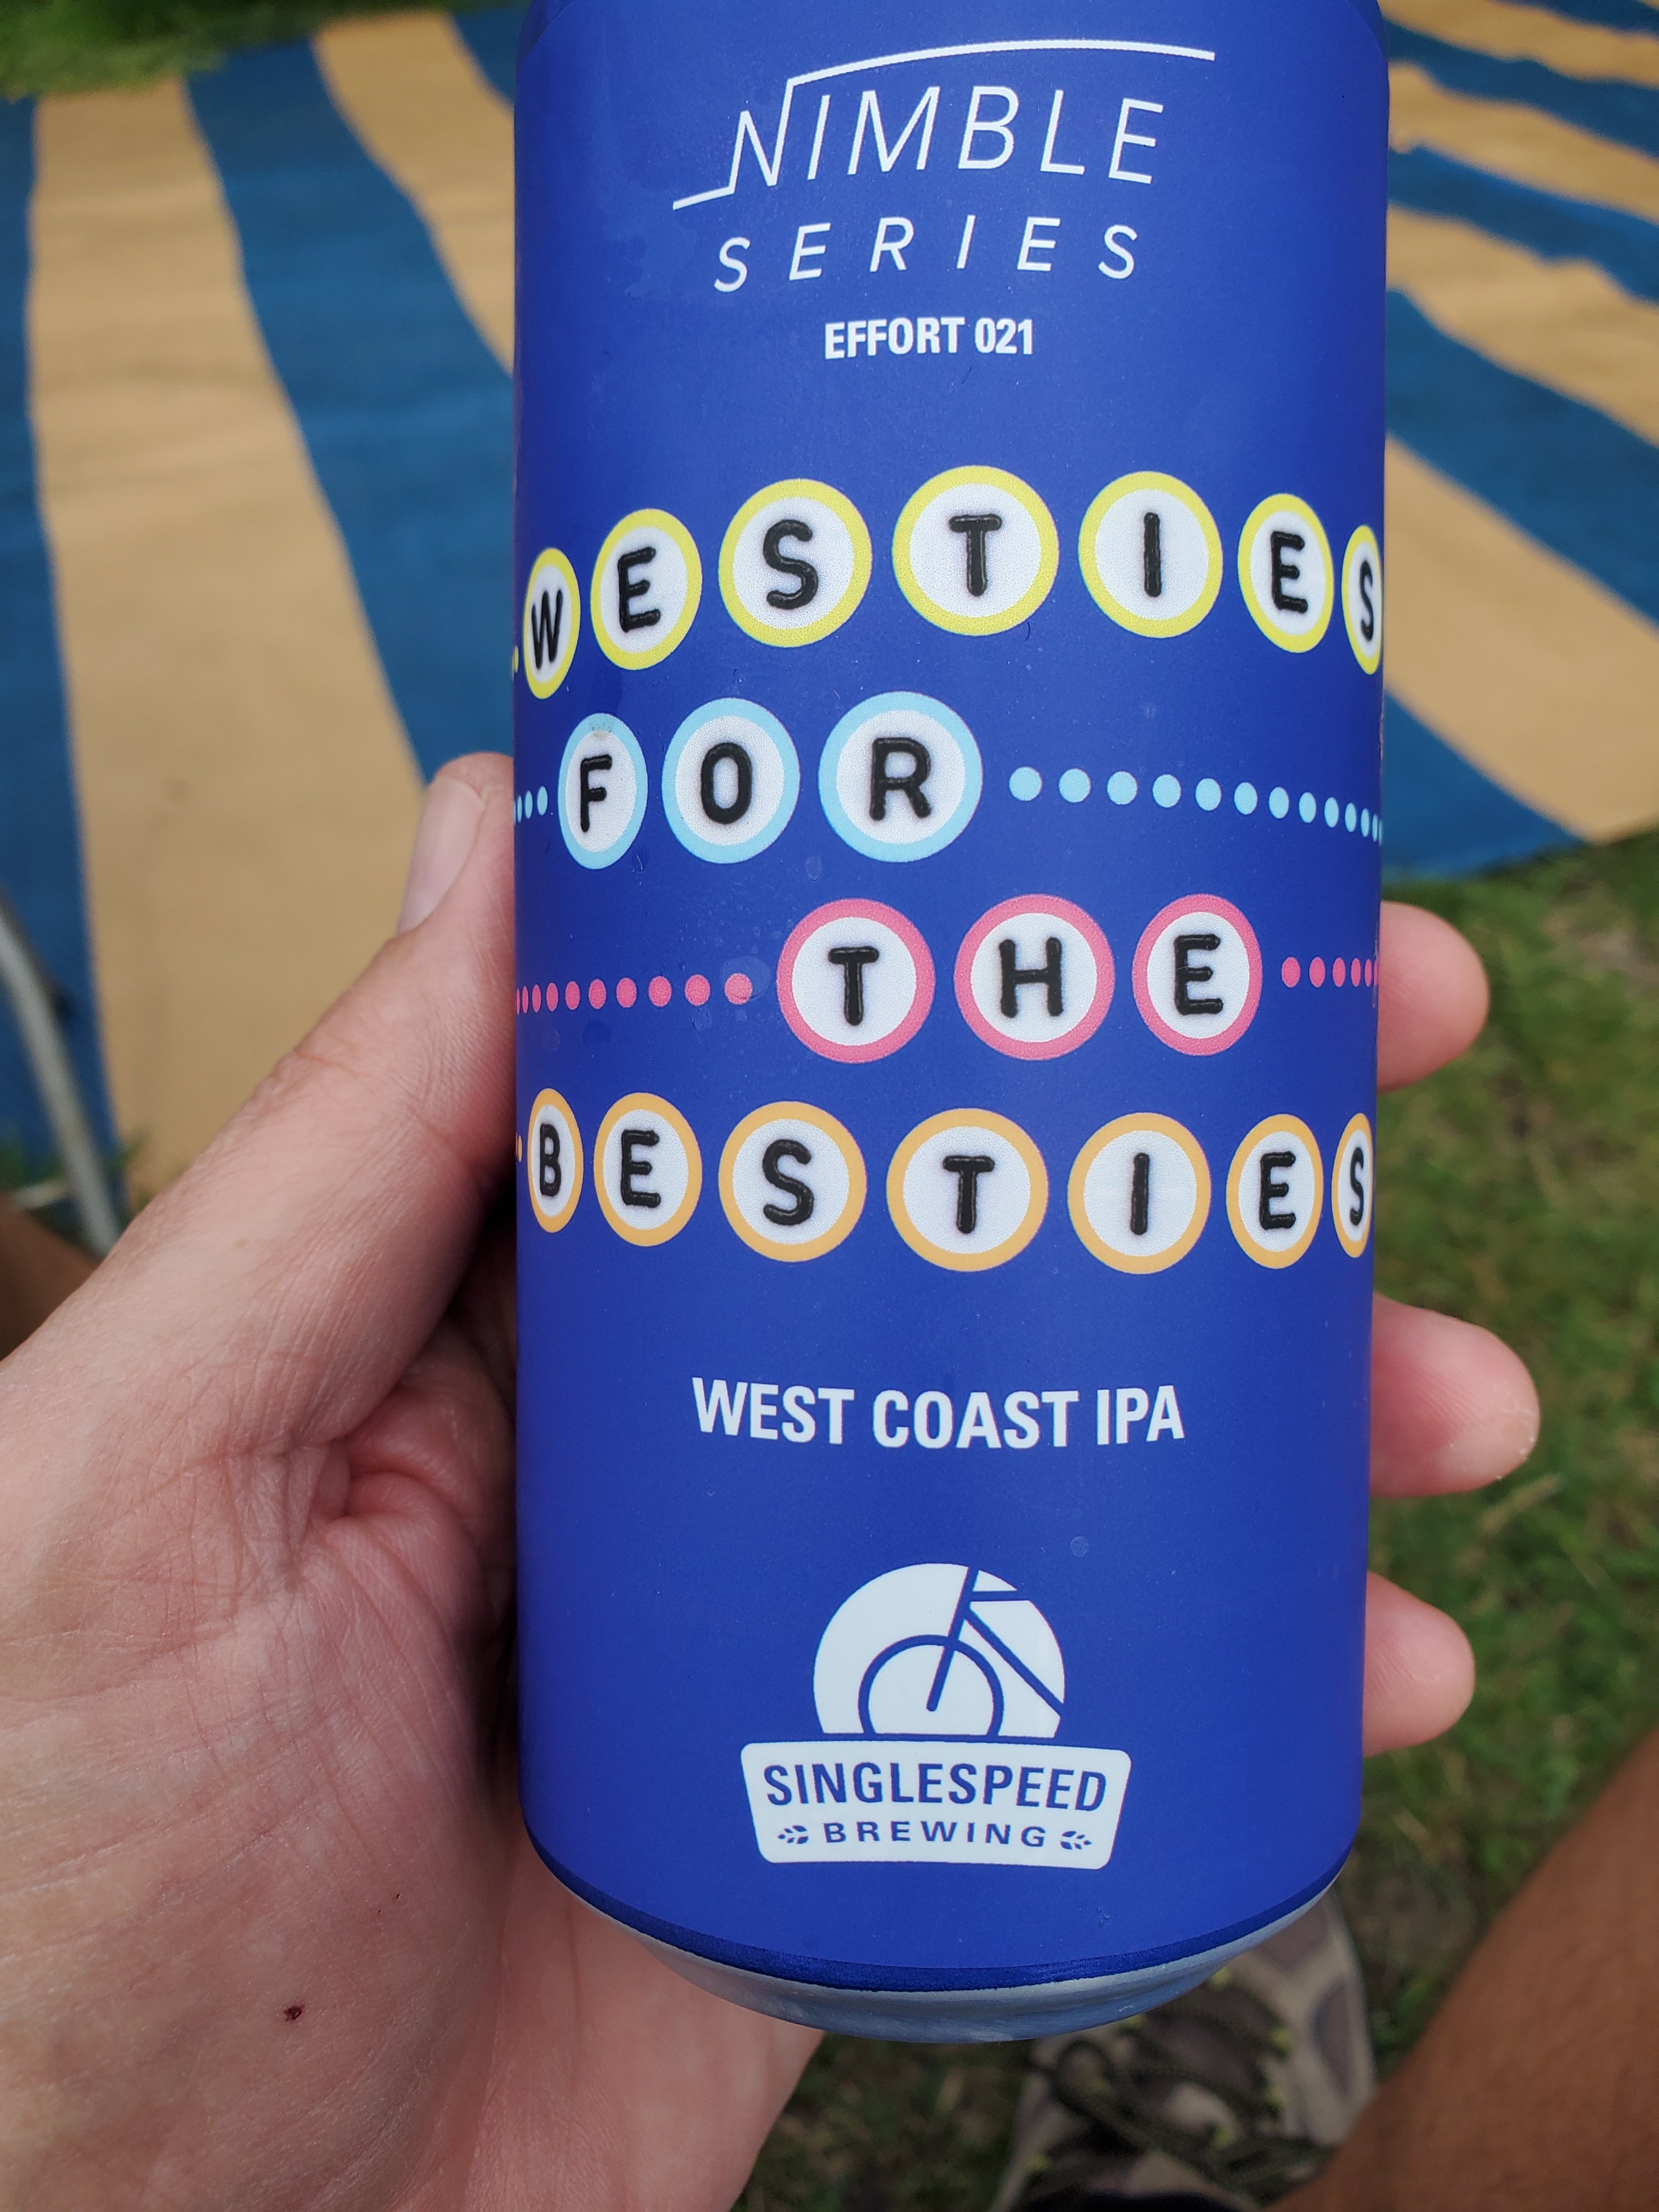 NIMBLE
SERIES
EFFORT 021
WESTIES
FOR
THE
BESTIES
WEST COAST IPA
SINGLESPEED
BREWING